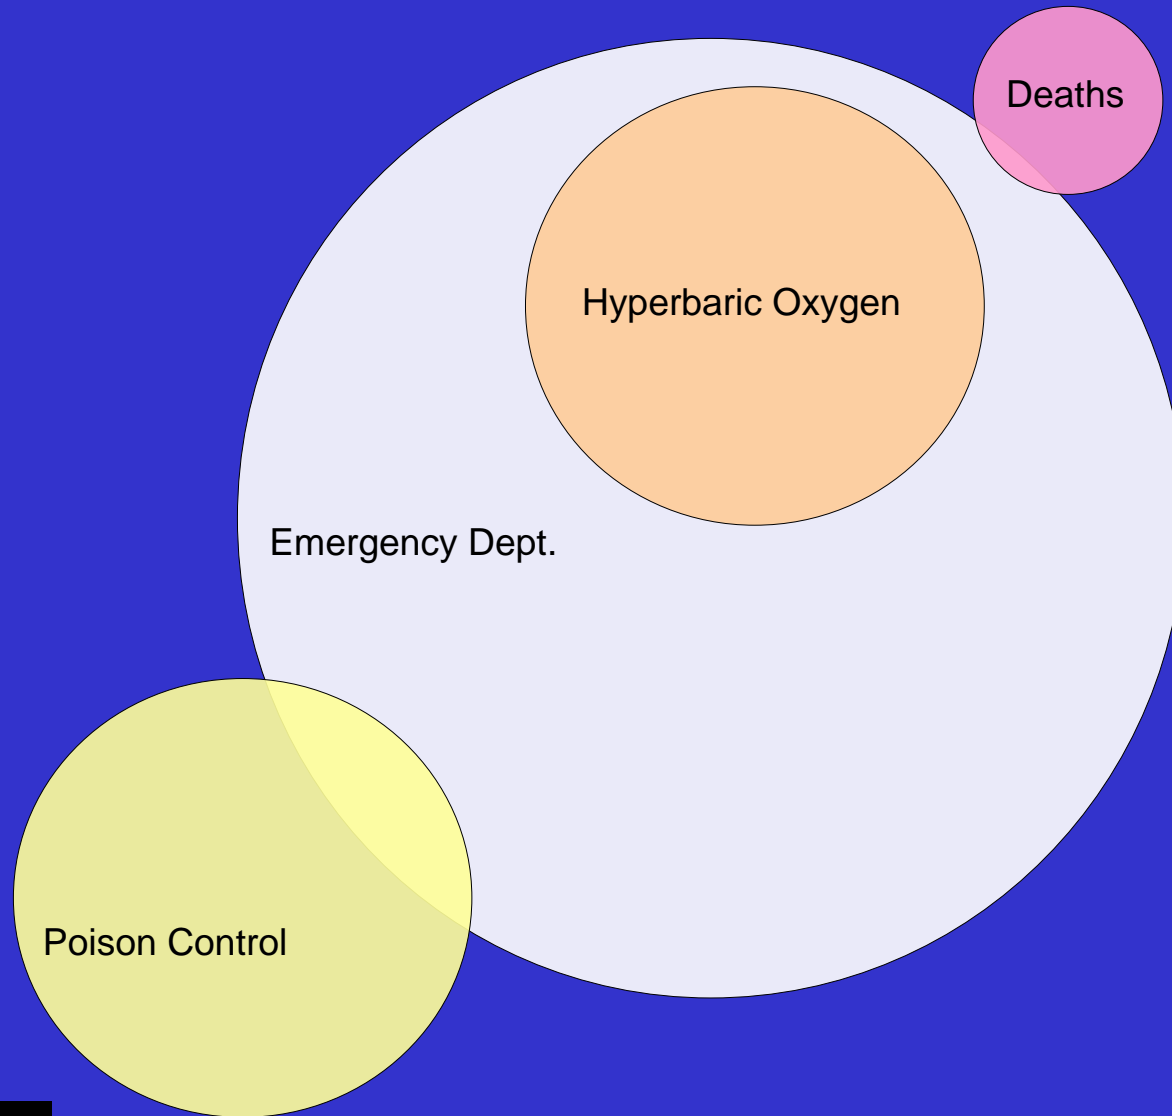 Deaths
Hyperbaric Oxygen
Emergency Dept.
Poison Control